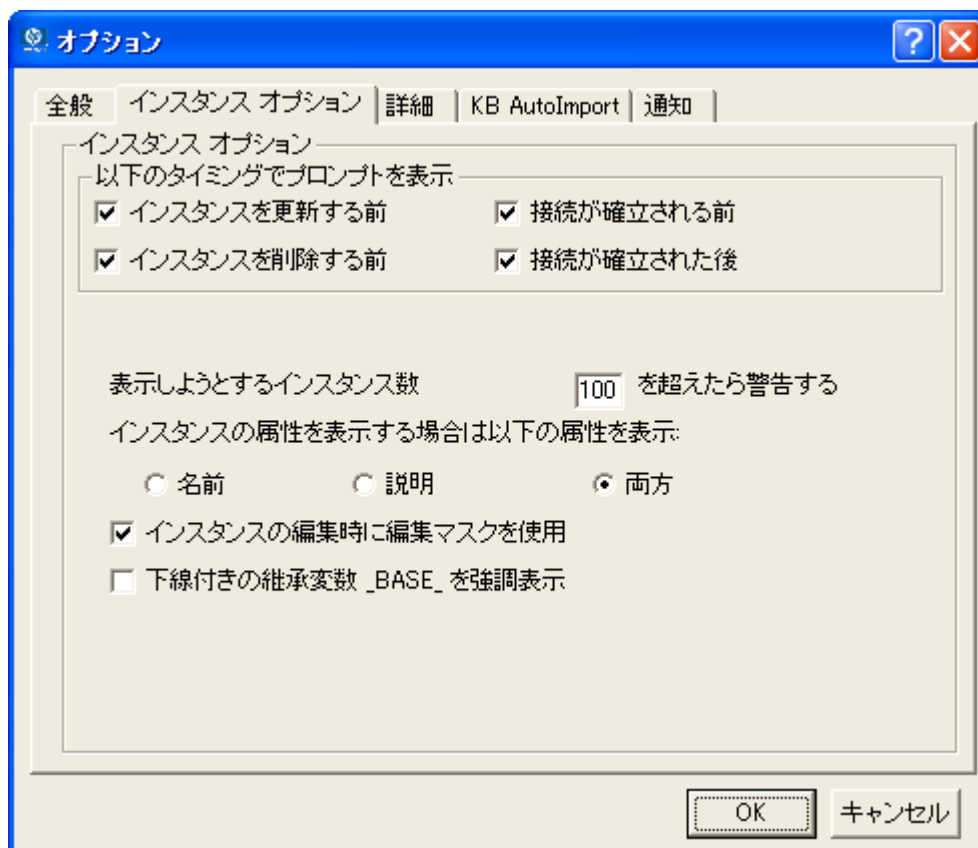 オプション
全般 インスタンス オプション 詳細 KB AutoImport 通知
インスタンス オプション
以下のタイミングでプロンプトを表示
インスタンスを更新する前 接続が確立される前
インスタンスを削除する前 接続が確立された後
表示しようとするインスタンス数 100 を超えたら警告する
インスタンスの属性を表示する場合は以下の属性を表示:
名前 説明 両方
インスタンスの編集時に編集マスクを使用
下線付きの継承変数 _BASE_ を強調表示
OK キャンセル